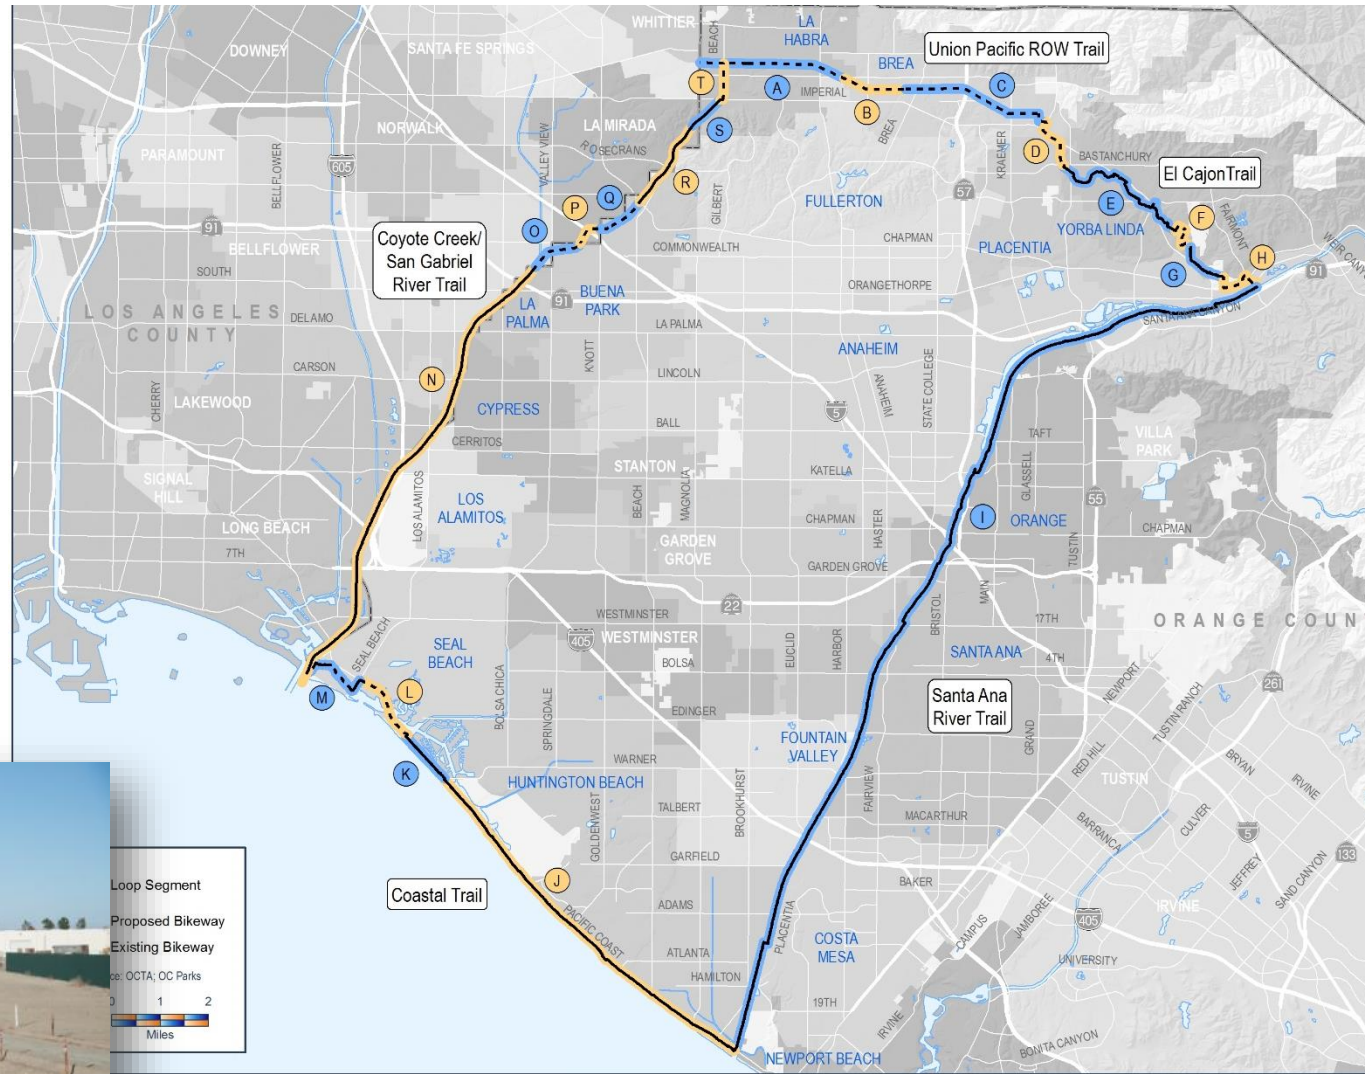 WHITTIER
LA
HABRA
BEACH
DOWNEY
SANTA FE SPRINGS
Union Pacific ROW Trail
BREA
T
A
C
IMPERIAL
B
NORWALK
LA MIRADA
S
BREA
KRAEMER
D
BASTANCHURY
PARAMOUNT
605
VALLEY VIEW
ROSECRANS
R
El CajonTrail
BELLFLOWER
GILBERT
FULLERTON
57
E
F
FAIRMONT
P
Q
91
O
CHAPMAN
YORBA LINDA
PLACENTIA
Coyote Creek/
San Gabriel
River Trail
BELLFLOWER
COMMONWEALTH
G
H
WEIR CANY
91
SOUTH
ORANGETHORPE
BUENA
PARK
91
LA
PALMA
SANTA ANA CANYON
LOS ANGELES
COUNTY
DELAMO
LA PALMA
ANAHEIM
CARSON
N
KNOTT
LINCOLN
ANAHEIM
STATE COLLEGE
CHERRY
LAKEWOOD
CYPRESS
5
BALL
TAFT
VILLA
PARK
CERRITOS
STANTON
KATELLA
GLASSELL
SIGNAL
HILL
LOS
ALAMITOS
LOS ALAMITOS
BEACH
MAGNOLIA
55
LONG BEACH
CHAPMAN
HASTER
I
ORANGE
CHAPMAN
7TH
GARDEN
GROVE
TUSTIN
GARDEN GROVE
MAIN
22
WESTMINSTER
BRISTOL
17TH
ORANGE COUN
405
WESTMINSTER
SEAL BEACH
SEAL
BEACH
BOLSA
EUCLID
HARBOR
SANTA ANA
4TH
M
L
BOLSA CHICA
SPRINGDALE
EDINGER
Santa Ana
River Trail
NEWPORT
261
TUSTIN RANCH
FOUNTAIN
VALLEY
GRAND
RED HILL
K
WARNER
BRYAN
HUNTINGTON BEACH
TUSTIN
IRVINE
GOLDENWEST
TALBERT
BROOKHURST
FAIRVIEW
MACARTHUR
BARRANCA
CULVER
5
JEFFREY
133
GARFIELD
Loop Segment
J
BAKER
SAND CANYON
Coastal Trail
ADAMS
JAMBOREE
IRVINE
Proposed Bikeway
PACIFIC COAST
PLACENTIA
CAMPUS
405
Existing Bikeway
ATLANTA
COSTA
MESA
UNIVERSITY
ce: OCTA; OC Parks
HAMILTON
1 2
19TH
Miles
IRVINE
BONITA CANYON
NEWPORT BEACH